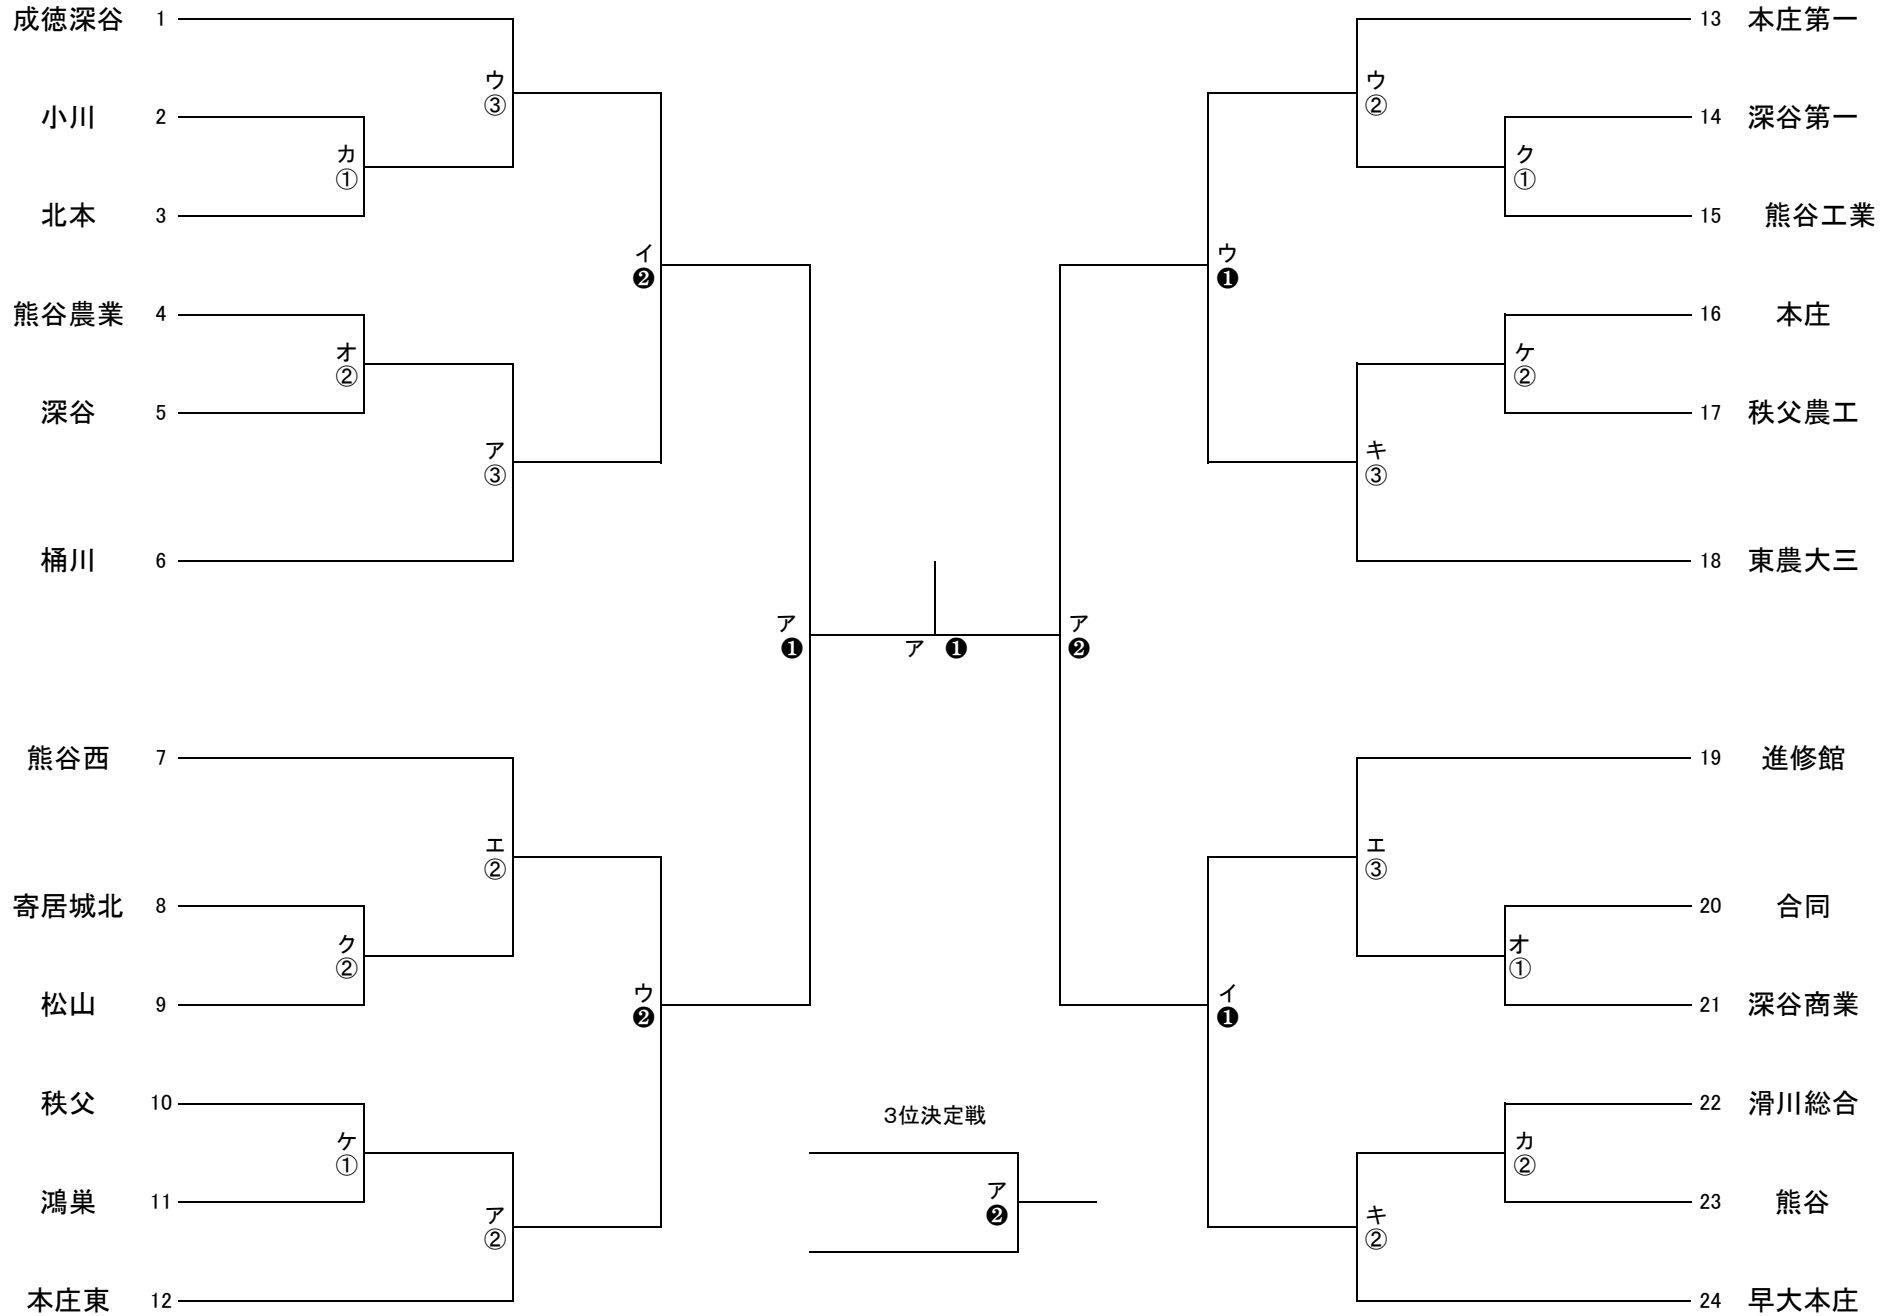 成徳深谷 1
ウ
③
小川 2
カ
①
北本 3
イ
❷
熊谷農業 4
オ
②
深谷 5
ア
③
桶川 6
ア
❶
熊谷西 7
エ
②
寄居城北 8
ク
②
松山 9
ウ
❷
秩父 10
ケ
①
鴻巣 11
ア
②
本庄東 12
ア ❶
3位決定戦
ア
❷
13 本庄第一
ウ
②
14 深谷第一
ク
①
15 熊谷工業
ウ
❶
16 本庄
ケ
②
17 秩父農工
キ
③
18 東農大三
ア
❷
19 進修館
エ
③
20 合同
オ
①
21 深谷商業
イ
❶
22 滑川総合
カ
②
23 熊谷
キ
②
24 早大本庄